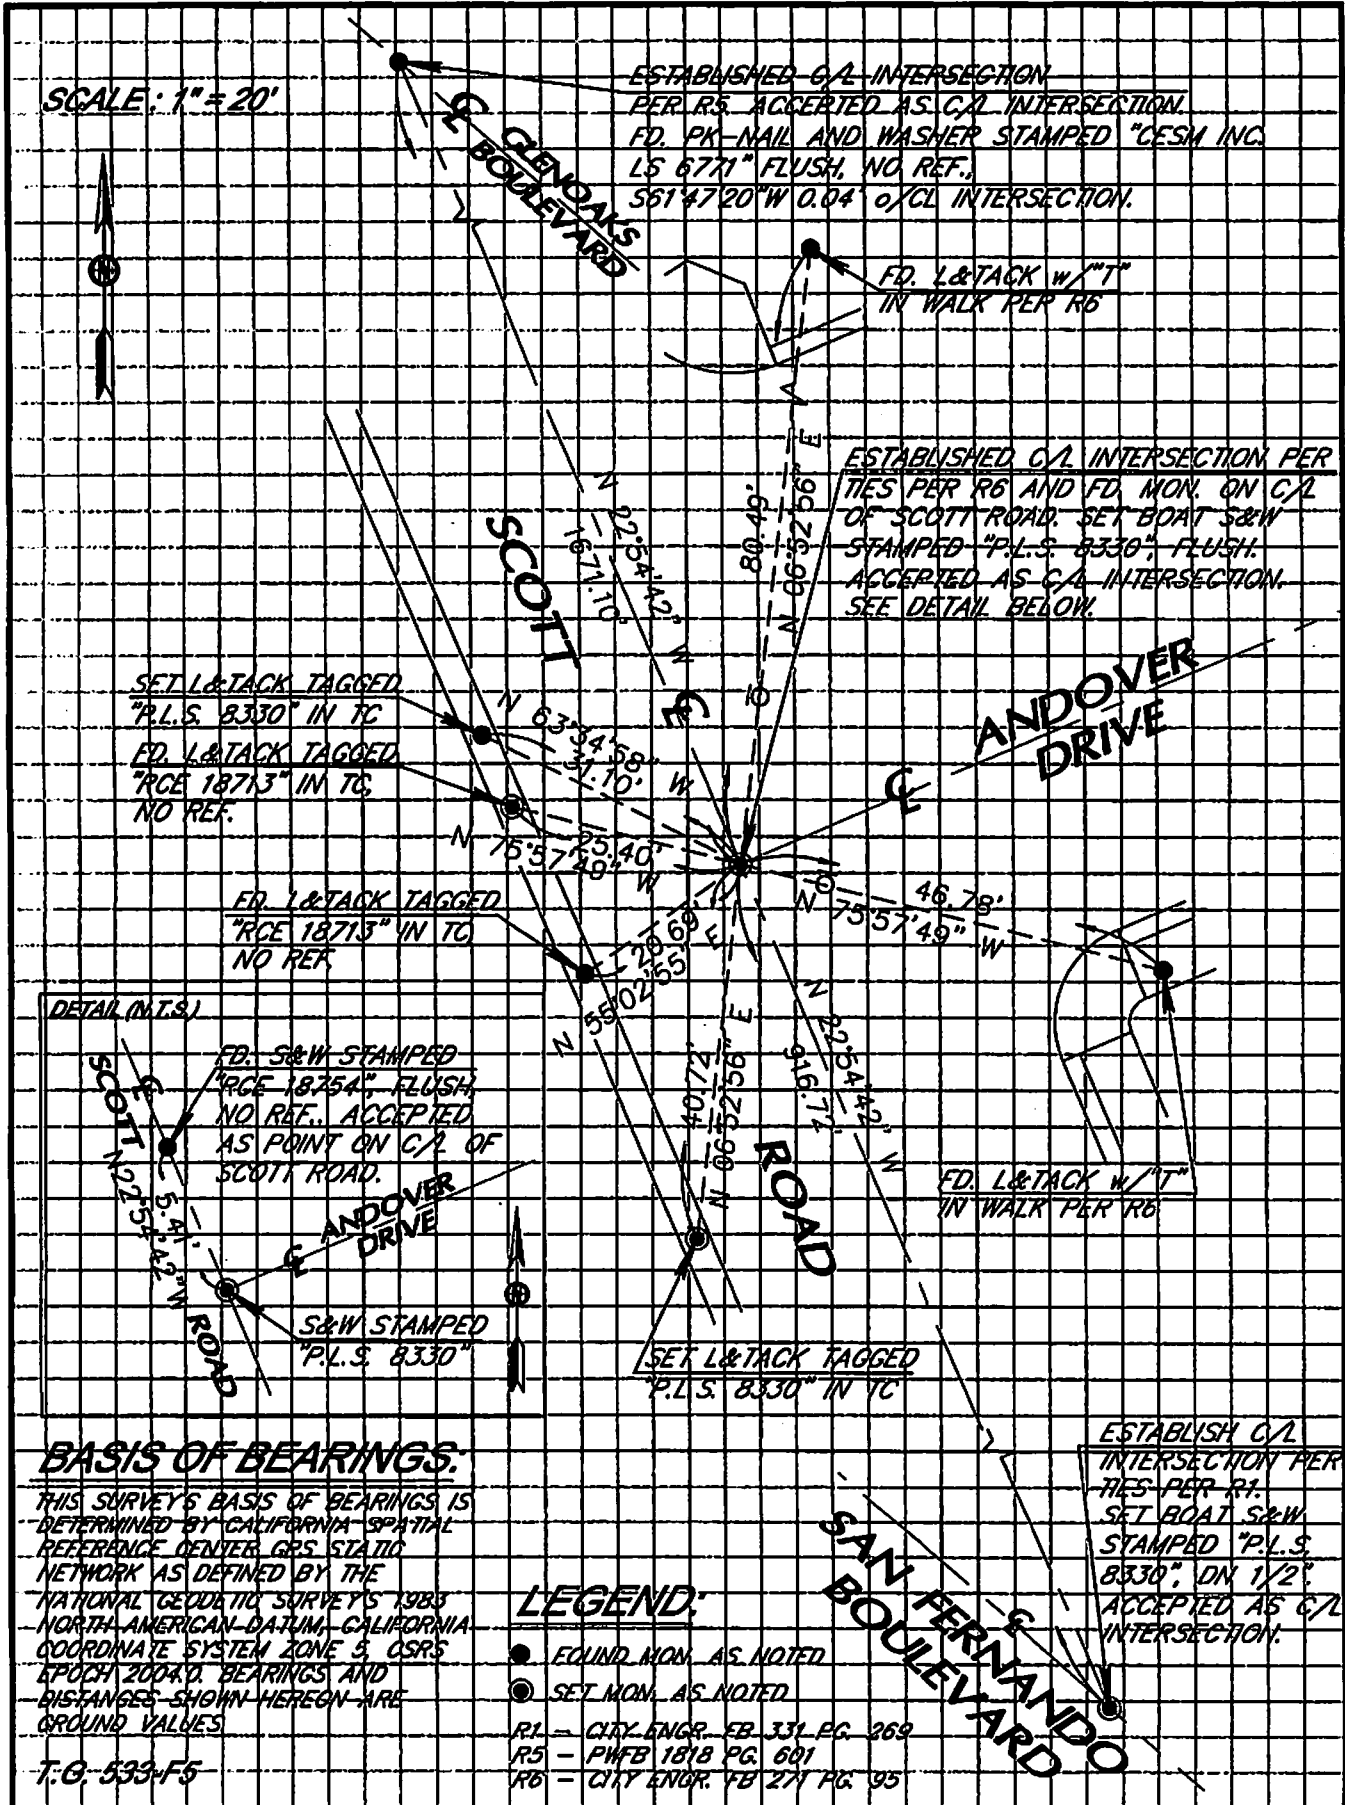 SCALE: 1" = 20'
ESTABLISHED C/L INTERSECTION
PER R5. ACCEPTED AS C/L INTERSECTION.
FD. PK-NAIL AND WASHER STAMPED "CESM INC.
LS 6771" FLUSH, NO REF.,
S61°47'20"W 0.04' o/CL INTERSECTION.
℄ GLENOAKS
BOULEVARD
FD. L&TACK w/"T"
IN WALK PER R6
ESTABLISHED C/L INTERSECTION PER
TIES PER R6 AND FD. MON. ON C/L
OF SCOTT ROAD. SET BOAT S&W
STAMPED "P.L.S. 8330", FLUSH.
ACCEPTED AS C/L INTERSECTION.
SEE DETAIL BELOW.
80.49'
N 06°52'56" E
N 22°54'42" W
1671.10'
SCOTT
℄
ANDOVER
DRIVE
℄
SET L&TACK TAGGED
"P.L.S. 8330" IN TC
FD. L&TACK TAGGED
"RCE 18713" IN TC,
NO REF.
N 63°34'58" W
31.10'
25.40'
N 75°57'49" W
46.78'
N 75°57'49" W
FD. L&TACK TAGGED
"RCE 18713" IN TC,
NO REF.
20.69'
N 55°02'55" E
40.72'
N 06°52'56" E
N 22°54'42" W
916.77'
ROAD
FD. L&TACK w/"T"
IN WALK PER R6
DETAIL (N.T.S.)
SCOTT
℄
FD. S&W STAMPED
"RCE 18754", FLUSH,
NO REF., ACCEPTED
AS POINT ON C/L OF
SCOTT ROAD.
5.41'
N22°54'42"W
ANDOVER
DRIVE
℄
ROAD
S&W STAMPED
"P.L.S. 8330"
SET L&TACK TAGGED
"P.L.S. 8330" IN TC
ESTABLISH C/L
INTERSECTION PER
TIES PER R1.
SET BOAT S&W
STAMPED "P.L.S.
8330", DN 1/2".
ACCEPTED AS C/L
INTERSECTION.
SAN FERNANDO
BOULEVARD
℄
BASIS OF BEARINGS:
THIS SURVEY'S BASIS OF BEARINGS IS
DETERMINED BY CALIFORNIA SPATIAL
REFERENCE CENTER GPS STATIC
NETWORK AS DEFINED BY THE
NATIONAL GEODETIC SURVEY'S 1983
NORTH AMERICAN DATUM, CALIFORNIA
COORDINATE SYSTEM ZONE 5, CSRS
EPOCH 2004.0. BEARINGS AND
DISTANCES SHOWN HEREON ARE
GROUND VALUES
T.G. 533-F5
LEGEND:
FOUND MON. AS NOTED
SET MON. AS NOTED
R1 - CITY ENGR. FB 331 PG. 269
R5 - PWFB 1818 PG. 601
R6 - CITY ENGR. FB 271 PG. 95